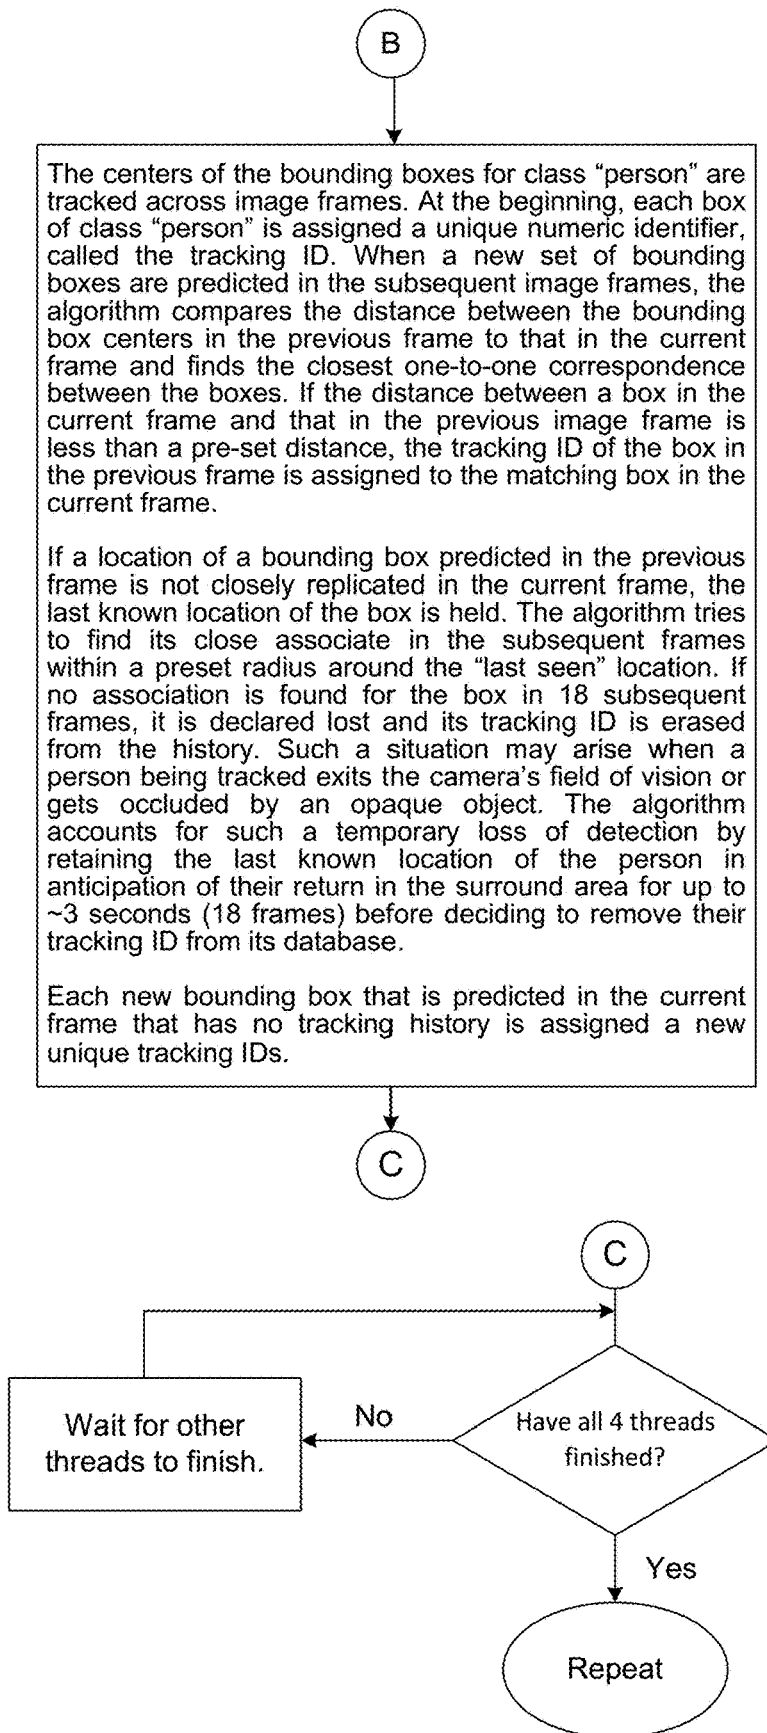 B
The centers of the bounding boxes for class “person” are
tracked across image frames. At the beginning, each box
of class “person” is assigned a unique numeric identifier,
called the tracking ID. When a new set of bounding
boxes are predicted in the subsequent image frames, the
algorithm compares the distance between the bounding
box centers in the previous frame to that in the current
frame and finds the closest one-to-one correspondence
between the boxes. If the distance between a box in the
current frame and that in the previous image frame is
less than a pre-set distance, the tracking ID of the box in
the previous frame is assigned to the matching box in the
current frame.
If a location of a bounding box predicted in the previous
frame is not closely replicated in the current frame, the
last known location of the box is held. The algorithm tries
to find its close associate in the subsequent frames
within a preset radius around the “last seen” location. If
no association is found for the box in 18 subsequent
frames, it is declared lost and its tracking ID is erased
from the history. Such a situation may arise when a
person being tracked exits the camera’s field of vision or
gets occluded by an opaque object. The algorithm
accounts for such a temporary loss of detection by
retaining the last known location of the person in
anticipation of their return in the surround area for up to
~3 seconds (18 frames) before deciding to remove their
tracking ID from its database.
Each new bounding box that is predicted in the current
frame that has no tracking history is assigned a new
unique tracking IDs.
C
C
Have all 4 threads
finished?
No
Wait for other
threads to finish.
Yes
Repeat